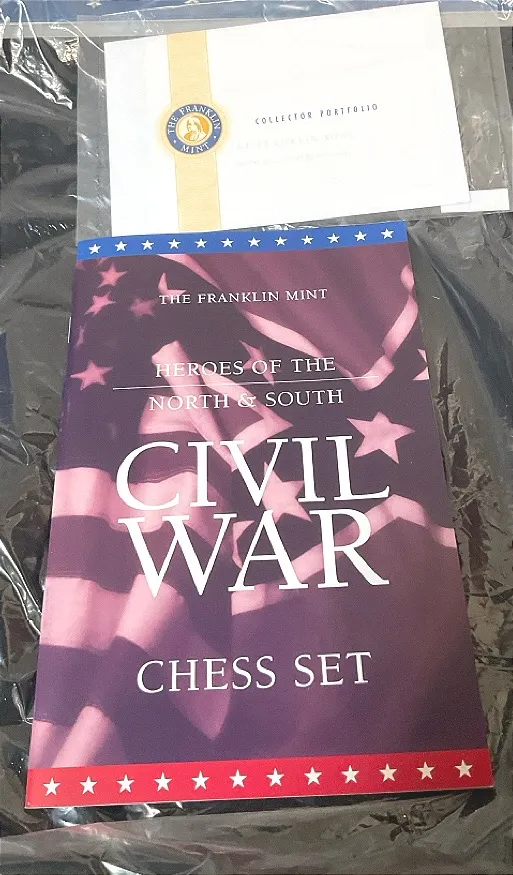 THE FRANKLIN MINT
COLLECTOR PORTFOLIO
THE FRANKLIN MINT
HEROES OF THE
NORTH & SOUTH
CIVIL
WAR
CHESS SET